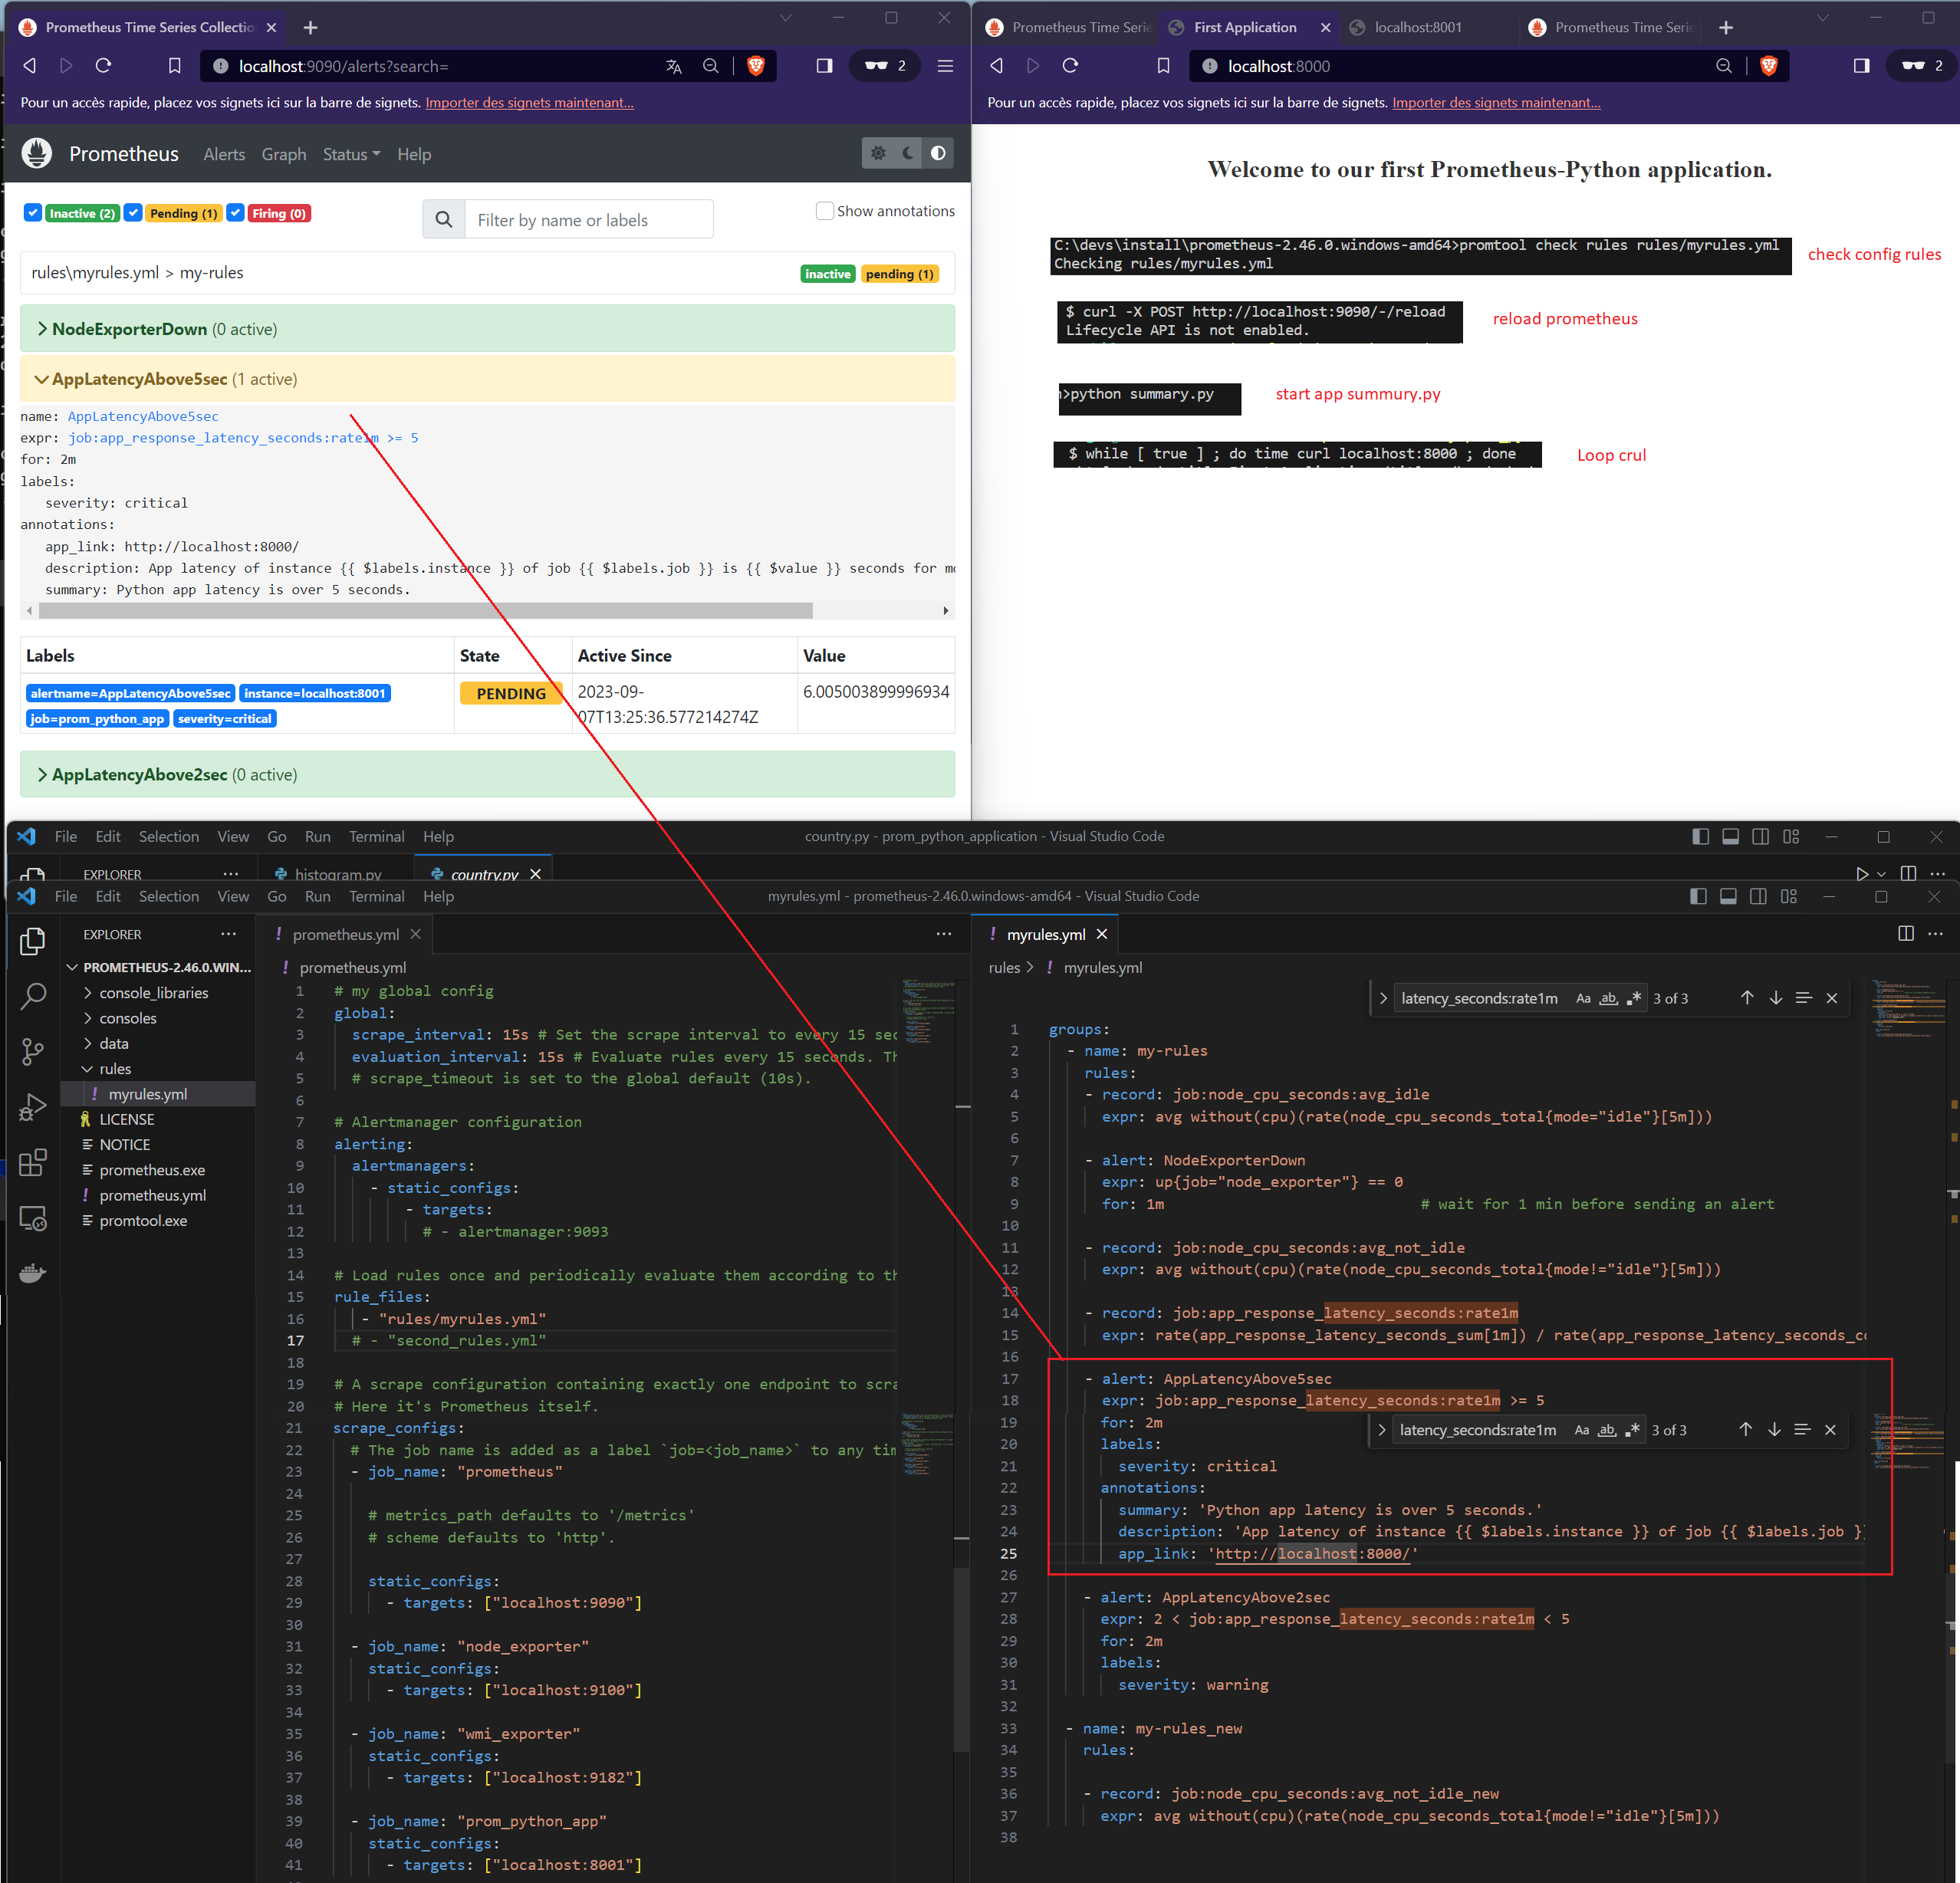 Prometheus Time Series Collectio
localhost:9090/alerts?search=
2
Pour un accès rapide, placez vos signets ici sur la barre de signets. Importer des signets maintenant...
Prometheus Alerts Graph Status Help
Inactive (2) Pending (1) Firing (0)
Filter by name or labels
Show annotations
rules\myrules.yml > my-rules
inactive pending (1)
NodeExporterDown (0 active)
AppLatencyAbove5sec (1 active)
name: AppLatencyAbove5sec
expr: job:app_response_latency_seconds:rate1m >= 5
for: 2m
labels:
severity: critical
annotations:
app_link: http://localhost:8000/
description: App latency of instance {{ $labels.instance }} of job {{ $labels.job }} is {{ $value }} seconds for
summary: Python app latency is over 5 seconds.
Labels State Active Since Value
alertname=AppLatencyAbove5sec instance=localhost:8001
job=prom_python_app severity=critical
PENDING
2023-09-
07T13:25:36.577214274Z
6.005003899996934
AppLatencyAbove2sec (0 active)
Prometheus Time Serie
First Application
localhost:8001
Prometheus Time Serie
localhost:8000
2
Pour un accès rapide, placez vos signets ici sur la barre de signets. Importer des signets maintenant...
Welcome to our first Prometheus-Python application.
C:\devs\install\prometheus-2.46.0.windows-amd64>promtool check rules rules/myrules.yml
Checking rules/myrules.yml
check config rules
$ curl -X POST http://localhost:9090/-/reload
Lifecycle API is not enabled.
reload prometheus
>python summary.py
start app summury.py
$ while [ true ] ; do time curl localhost:8000 ; done
Loop crul
File Edit Selection View Go Run Terminal Help
country.py - prom_python_application - Visual Studio Code
EXPLORER
histogram.py
country.py
File Edit Selection View Go Run Terminal Help
myrules.yml - prometheus-2.46.0.windows-amd64 - Visual Studio Code
EXPLORER
PROMETHEUS-2.46.0.WIN...
console_libraries
consoles
data
rules
! myrules.yml
LICENSE
NOTICE
prometheus.exe
! prometheus.yml
promtool.exe
! prometheus.yml
! prometheus.yml
1 # my global config
2 global:
3 scrape_interval: 15s # Set the scrape interval to every 15 sec
4 evaluation_interval: 15s # Evaluate rules every 15 seconds. Th
5 # scrape_timeout is set to the global default (10s).
6
7 # Alertmanager configuration
8 alerting:
9 alertmanagers:
10 - static_configs:
11 - targets:
12 # - alertmanager:9093
13
14 # Load rules once and periodically evaluate them according to th
15 rule_files:
16 - "rules/myrules.yml"
17 # - "second_rules.yml"
18
19 # A scrape configuration containing exactly one endpoint to scra
20 # Here it's Prometheus itself.
21 scrape_configs:
22 # The job name is added as a label `job=<job_name>` to any tim
23 - job_name: "prometheus"
24
25 # metrics_path defaults to '/metrics'
26 # scheme defaults to 'http'.
27
28 static_configs:
29 - targets: ["localhost:9090"]
30
31 - job_name: "node_exporter"
32 static_configs:
33 - targets: ["localhost:9100"]
34
35 - job_name: "wmi_exporter"
36 static_configs:
37 - targets: ["localhost:9182"]
38
39 - job_name: "prom_python_app"
40 static_configs:
41 - targets: ["localhost:8001"]
! myrules.yml
rules > ! myrules.yml
latency_seconds:rate1m Aa ab .* 3 of 3
1 groups:
2 - name: my-rules
3 rules:
4 - record: job:node_cpu_seconds:avg_idle
5 expr: avg without(cpu)(rate(node_cpu_seconds_total{mode="idle"}[5m]))
6
7 - alert: NodeExporterDown
8 expr: up{job="node_exporter"} == 0
9 for: 1m # wait for 1 min before sending an alert
10
11 - record: job:node_cpu_seconds:avg_not_idle
12 expr: avg without(cpu)(rate(node_cpu_seconds_total{mode!="idle"}[5m]))
13
14 - record: job:app_response_latency_seconds:rate1m
15 expr: rate(app_response_latency_seconds_sum[1m]) / rate(app_response_latency_seconds_co
16
17 - alert: AppLatencyAbove5sec
18 expr: job:app_response_latency_seconds:rate1m >= 5
19 for: 2m
latency_seconds:rate1m Aa ab .* 3 of 3
20 labels:
21 severity: critical
22 annotations:
23 summary: 'Python app latency is over 5 seconds.'
24 description: 'App latency of instance {{ $labels.instance }} of job {{ $labels.job }
25 app_link: 'http://localhost:8000/'
26
27 - alert: AppLatencyAbove2sec
28 expr: 2 < job:app_response_latency_seconds:rate1m < 5
29 for: 2m
30 labels:
31 severity: warning
32
33 - name: my-rules_new
34 rules:
35
36 - record: job:node_cpu_seconds:avg_not_idle_new
37 expr: avg without(cpu)(rate(node_cpu_seconds_total{mode!="idle"}[5m]))
38